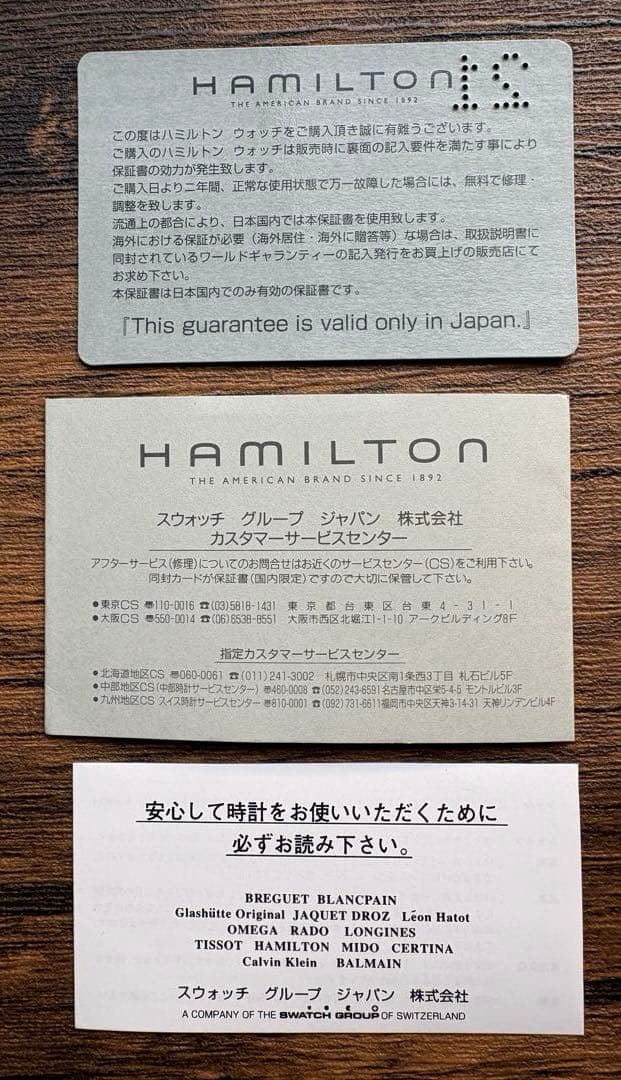 HAMILTON
THE AMERICAN BRAND SINCE 1892
この度はハミルトン ウォッチをご購入頂き誠に有難うございます。
ご購入のハミルトン ウォッチは販売時に裏面の記入要件を満たす事により
保証書の効力が発生致します。
ご購入日より二年間、正常な使用状態で万一故障した場合には、無料で修理・
調整を致します。
流通上の都合により、日本国内では本保証書を使用致します。
海外における保証が必要（海外居住・海外に贈答等）な場合は、取扱説明書に
同封されているワールドギャランティーの記入発行をお買上げの販売店にて
お求め下さい。
本保証書は日本国内でのみ有効の保証書です。
『This guarantee is valid only in Japan.』
HAMILTON
THE AMERICAN BRAND SINCE 1892
スウォッチ グループ ジャパン 株式会社
カスタマーサービスセンター
アフターサービス（修理）についてのお問合せはお近くのサービスセンター（CS）をご利用下さい。
同封カードが保証書（国内限定）ですので大切に保管して下さい。
●東京CS 〠110-0016 ☎(03)5816-1431 東京都台東区台東4-31-1
●大阪CS 〠550-0014 ☎(06)6538-8551 大阪市西区北堀江1-1-10 アークビルディング8F
指定カスタマーサービスセンター
●北海道地区CS 〠060-0061 ☎(011)241-3002 札幌市中央区南1条西3丁目 札石ビル5F
●中部地区CS（中部時計サービスセンター）〠460-0008 ☎(052)243-6591 名古屋市中区栄5-4-5 モントルビル3F
●九州地区CS スイス時計サービスセンター 〠810-0001 ☎(092)731-6611 福岡市中央区天神3-14-31 天神リンデンビル4F
安心して時計をお使いいただくために
必ずお読み下さい。
BREGUET BLANCPAIN
Glashütte Original JAQUET DROZ Léon Hatot
OMEGA RADO LONGINES
TISSOT HAMILTON MIDO CERTINA
Calvin Klein BALMAIN
スウォッチ グループ ジャパン 株式会社
A COMPANY OF THE SWATCH GROUP OF SWITZERLAND